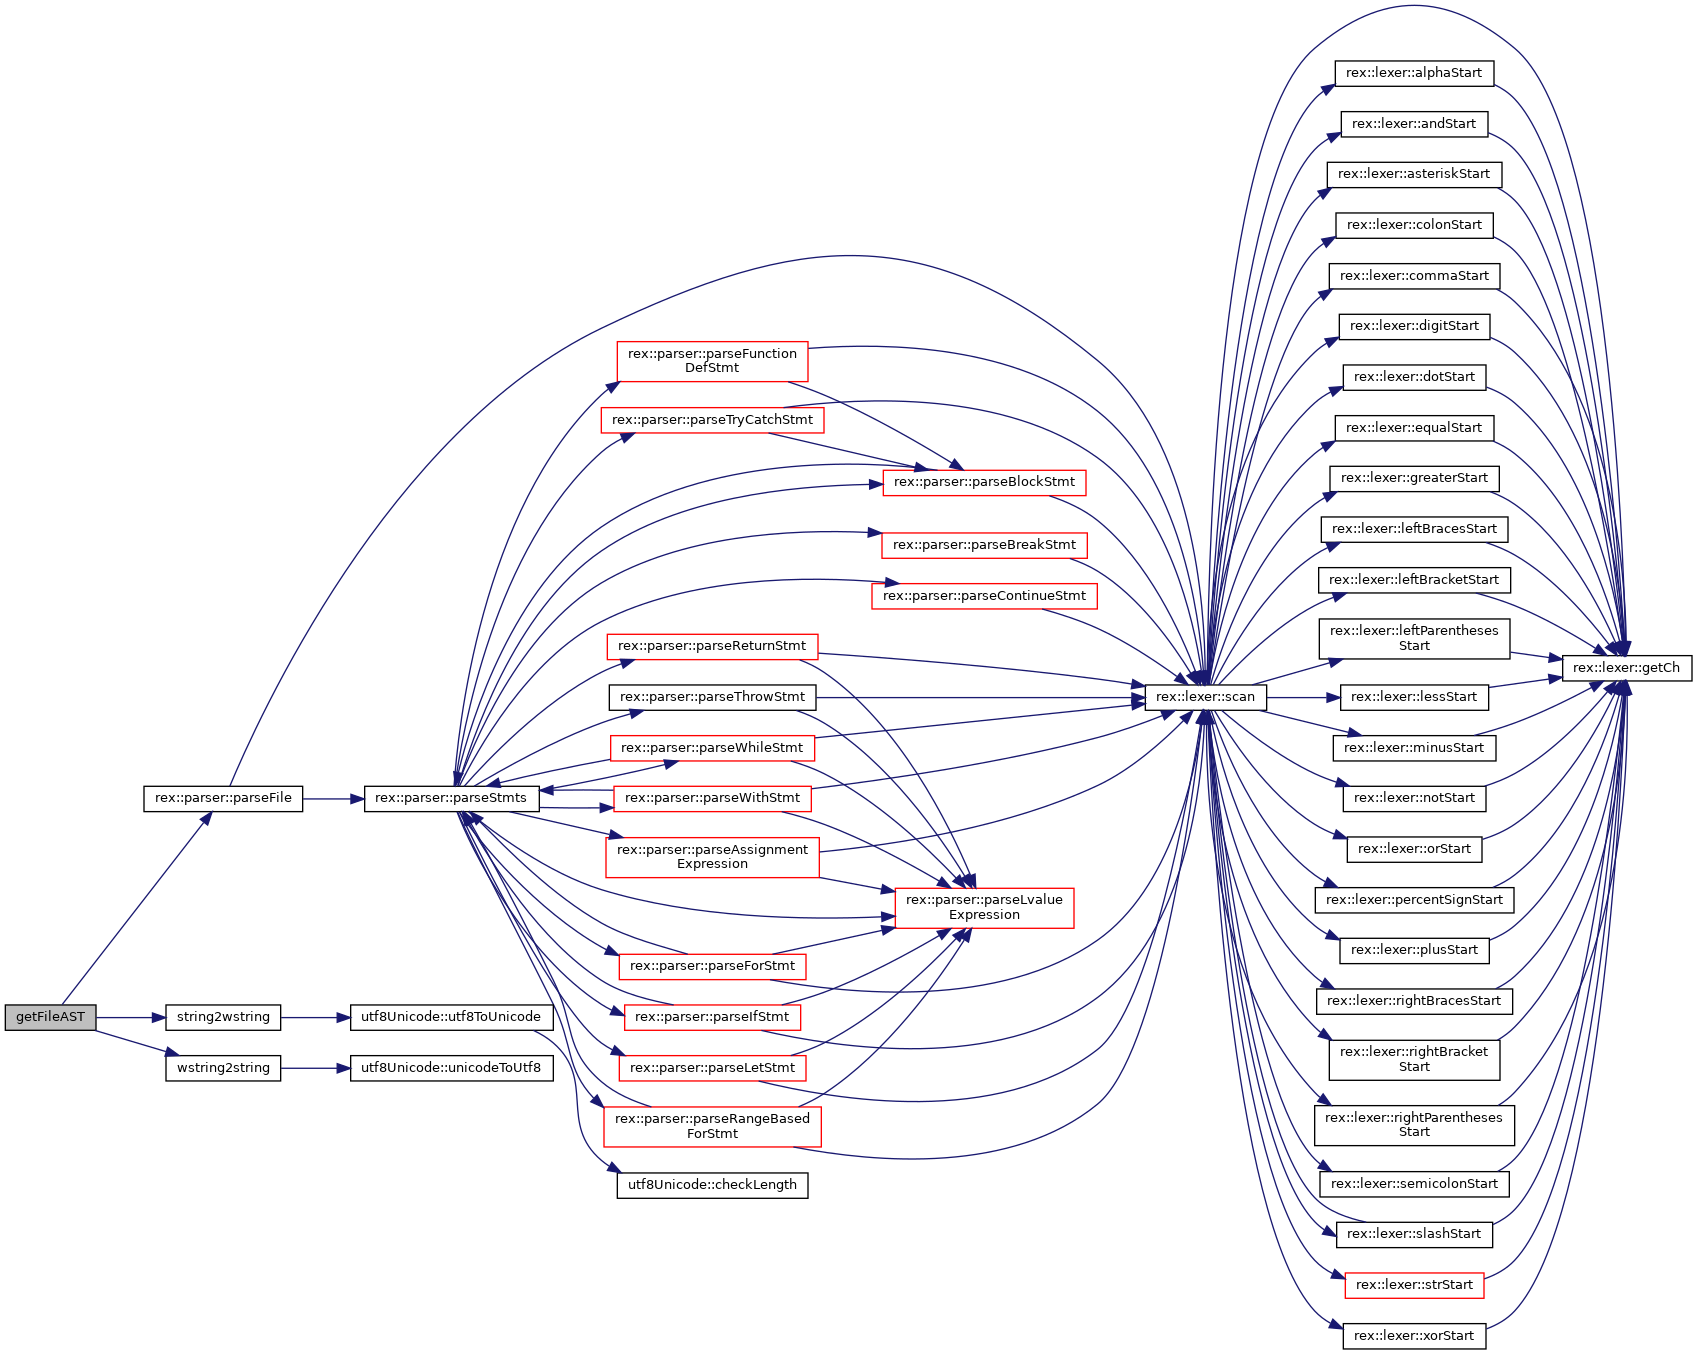 getFileAST
rex::parser::parseFile
string2wstring
wstring2string
rex::parser::parseStmts
utf8Unicode::utf8ToUnicode
utf8Unicode::unicodeToUtf8
rex::parser::parseFunction
DefStmt
rex::parser::parseTryCatchStmt
rex::parser::parseBlockStmt
rex::parser::parseBreakStmt
rex::parser::parseContinueStmt
rex::parser::parseReturnStmt
rex::parser::parseThrowStmt
rex::parser::parseWhileStmt
rex::parser::parseWithStmt
rex::parser::parseAssignment
Expression
rex::parser::parseLvalue
Expression
rex::parser::parseForStmt
rex::parser::parseIfStmt
rex::parser::parseLetStmt
rex::parser::parseRangeBased
ForStmt
utf8Unicode::checkLength
rex::lexer::scan
rex::lexer::alphaStart
rex::lexer::andStart
rex::lexer::asteriskStart
rex::lexer::colonStart
rex::lexer::commaStart
rex::lexer::digitStart
rex::lexer::dotStart
rex::lexer::equalStart
rex::lexer::greaterStart
rex::lexer::leftBracesStart
rex::lexer::leftBracketStart
rex::lexer::leftParentheses
Start
rex::lexer::lessStart
rex::lexer::minusStart
rex::lexer::notStart
rex::lexer::orStart
rex::lexer::percentSignStart
rex::lexer::plusStart
rex::lexer::rightBracesStart
rex::lexer::rightBracket
Start
rex::lexer::rightParentheses
Start
rex::lexer::semicolonStart
rex::lexer::slashStart
rex::lexer::strStart
rex::lexer::xorStart
rex::lexer::getCh